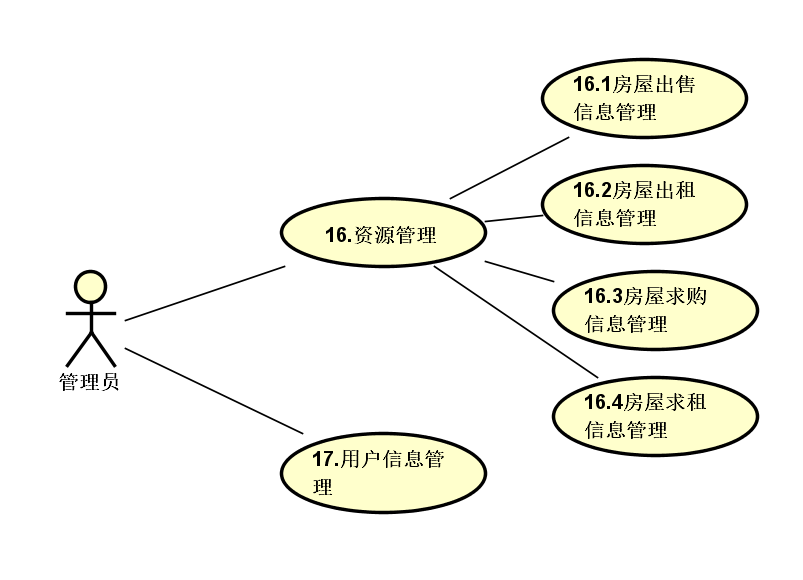 16.1房屋出售
信息管理
16.2房屋出租
信息管理
16.资源管理
16.3房屋求购
信息管理
管理员
16.4房屋求租
信息管理
17.用户信息管
理